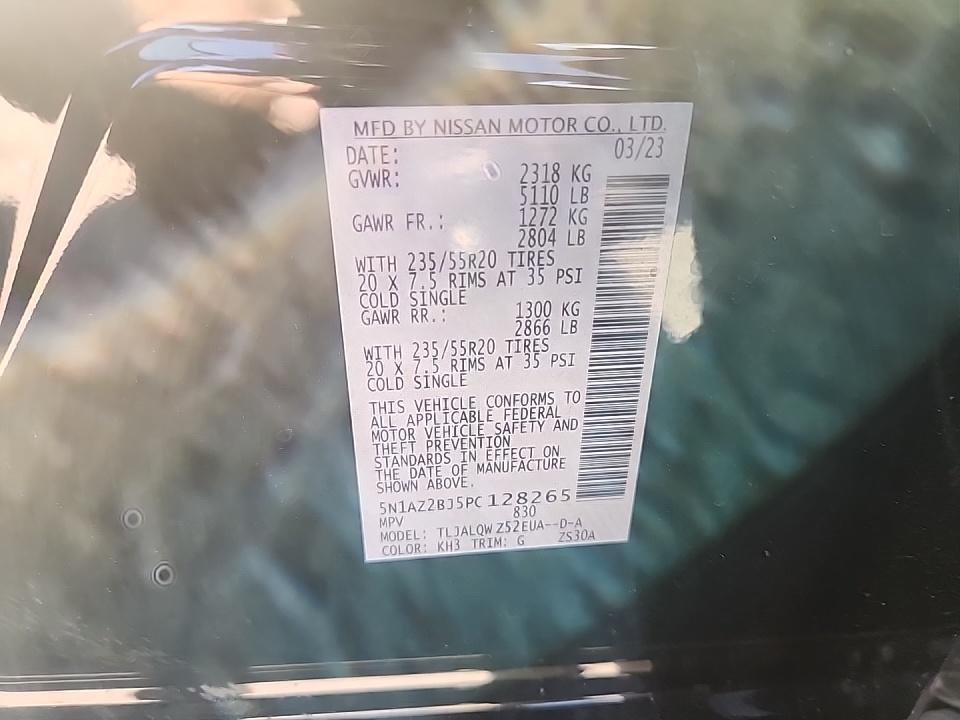 MFD BY NISSAN MOTOR CO., LTD.
DATE: 03/23
GVWR: 2318 KG
5110 LB
GAWR FR.: 1272 KG
2804 LB
WITH 235/55R20 TIRES
20 X 7.5 RIMS AT 35 PSI
COLD SINGLE
GAWR RR.: 1300 KG
2866 LB
WITH 235/55R20 TIRES
20 X 7.5 RIMS AT 35 PSI
COLD SINGLE
THIS VEHICLE CONFORMS TO
ALL APPLICABLE FEDERAL
MOTOR VEHICLE SAFETY AND
THEFT PREVENTION
STANDARDS IN EFFECT ON
THE DATE OF MANUFACTURE
SHOWN ABOVE.
5N1AZ2BJ5PC128265
MPV 830
MODEL: TLJALQWZ52EUA--D-A
COLOR: KH3 TRIM: G ZS30A